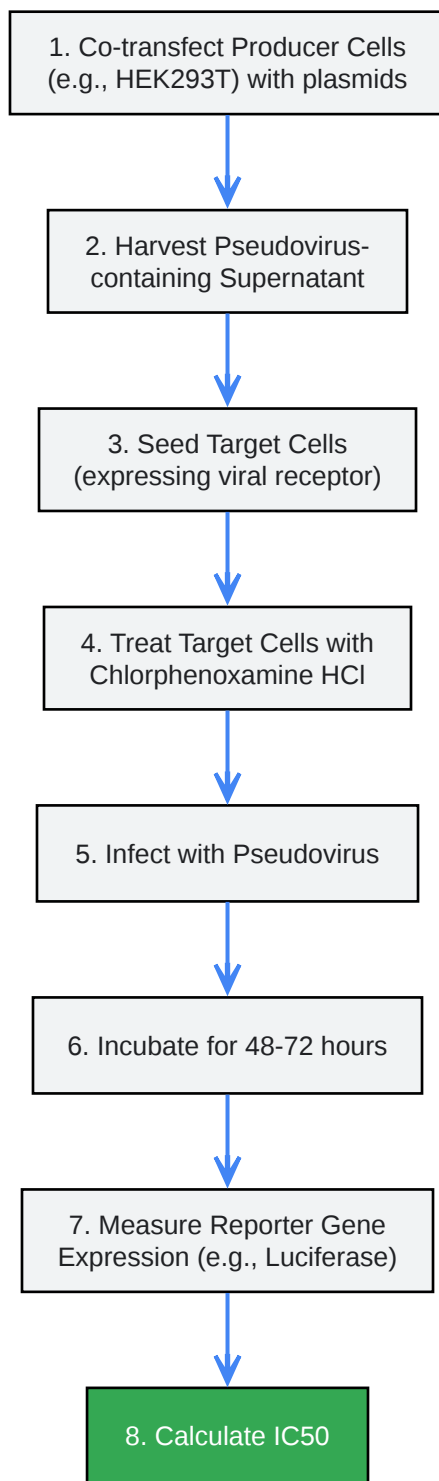 1. Co-transfect Producer Cells
(e.g., HEK293T) with plasmids
2. Harvest Pseudovirus-
containing Supernatant
3. Seed Target Cells
(expressing viral receptor)
4. Treat Target Cells with
Chlorphenoxamine HCl
5. Infect with Pseudovirus
6. Incubate for 48-72 hours
7. Measure Reporter Gene
Expression (e.g., Luciferase)
8. Calculate IC50